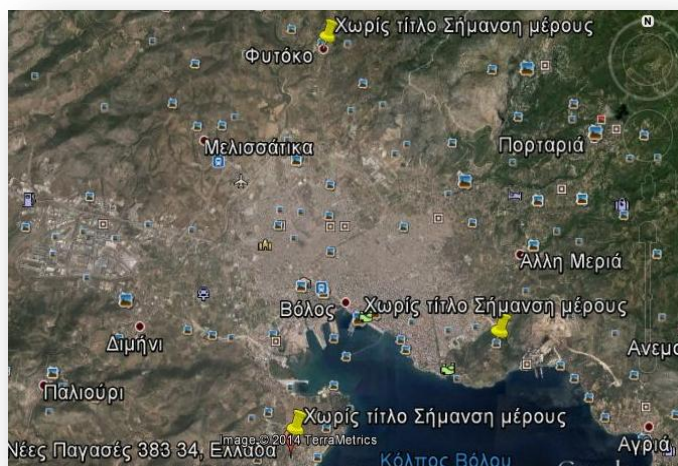 N
Χωρίς τίτλο Σήμανση μέρους
Φυτόκο
Μελισσάτικα
Πορταριά
Άλλη Μεριά
Βόλος
Χωρίς τίτλο Σήμανση μέρους
Διμήνι
Ανεμο
Παλιούρι
Χωρίς τίτλο Σήμανση μέρους
Image © 2014 TerraMetrics
Νέες Παγασές 383 34, Ελλάδα
Αγριά
Κόλπος Βόλου